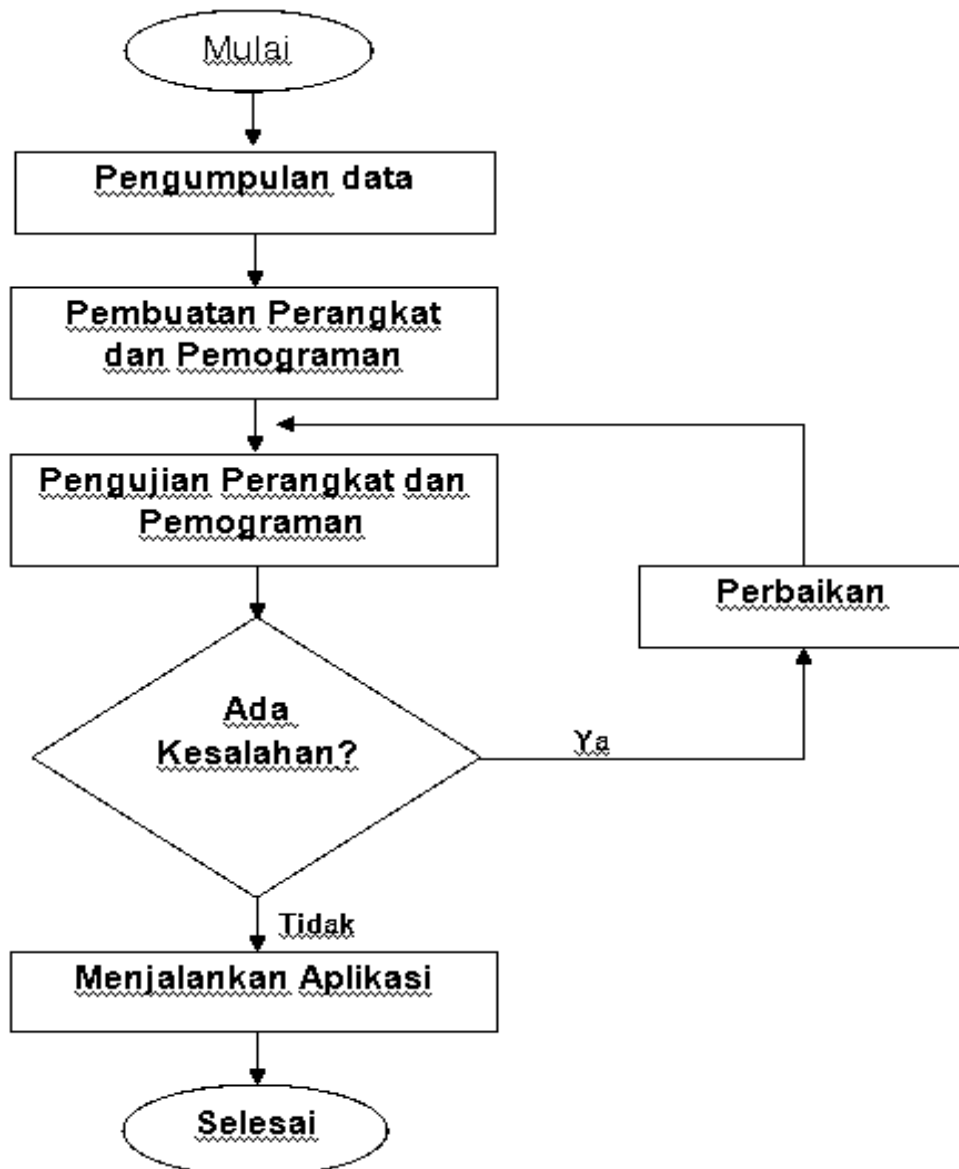 Mulai
Pengumpulan data
Pembuatan Perangkat
dan Pemograman
Pengujian Perangkat dan
Pemograman
Perbaikan
Ada
Kesalahan?
Ya
Tidak
Menjalankan Aplikasi
Selesai